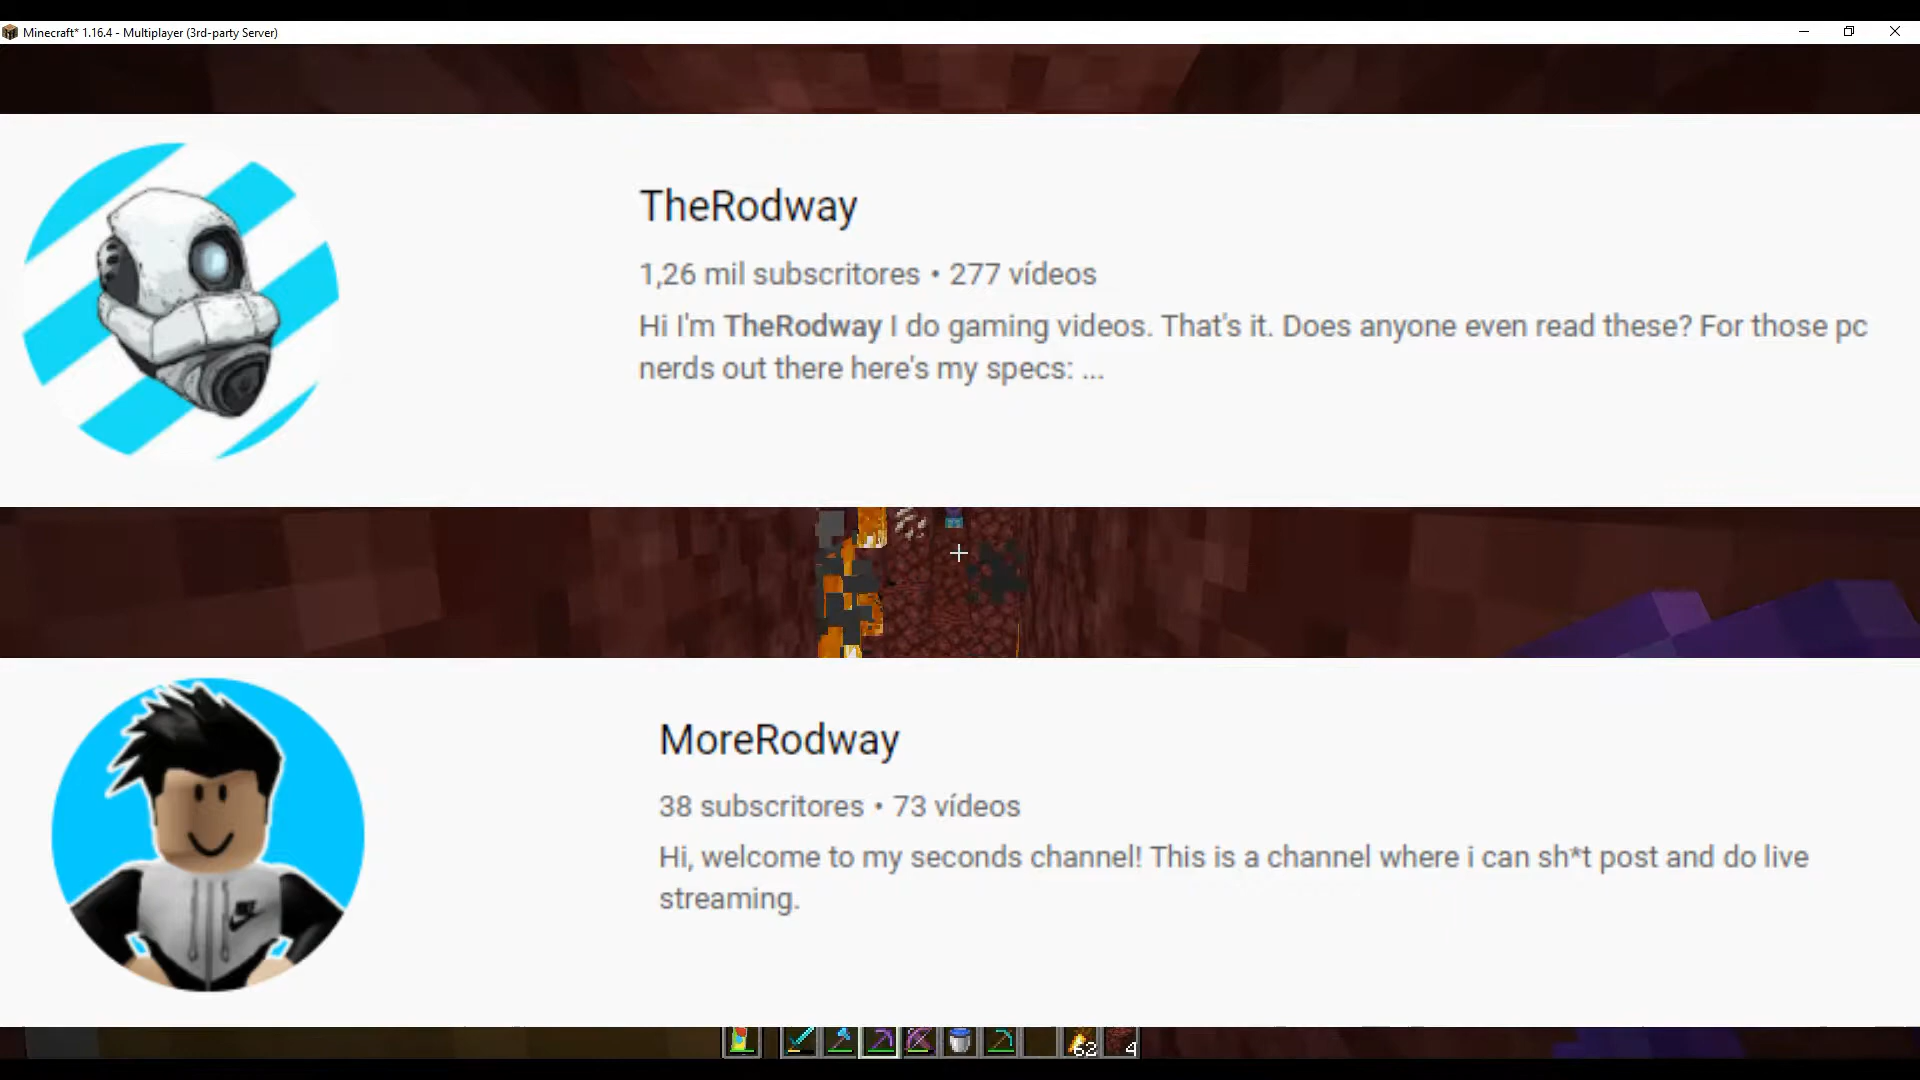 Minecraft* 1.16.4 - Multiplayer (3rd-party Server)
TheRodway
1,26 mil subscritores • 277 vídeos
Hi I'm TheRodway I do gaming videos. That's it. Does anyone even read these? For those pc
nerds out there here's my specs: ...
MoreRodway
38 subscritores • 73 vídeos
Hi, welcome to my seconds channel! This is a channel where i can sh*t post and do live
streaming.
62 4